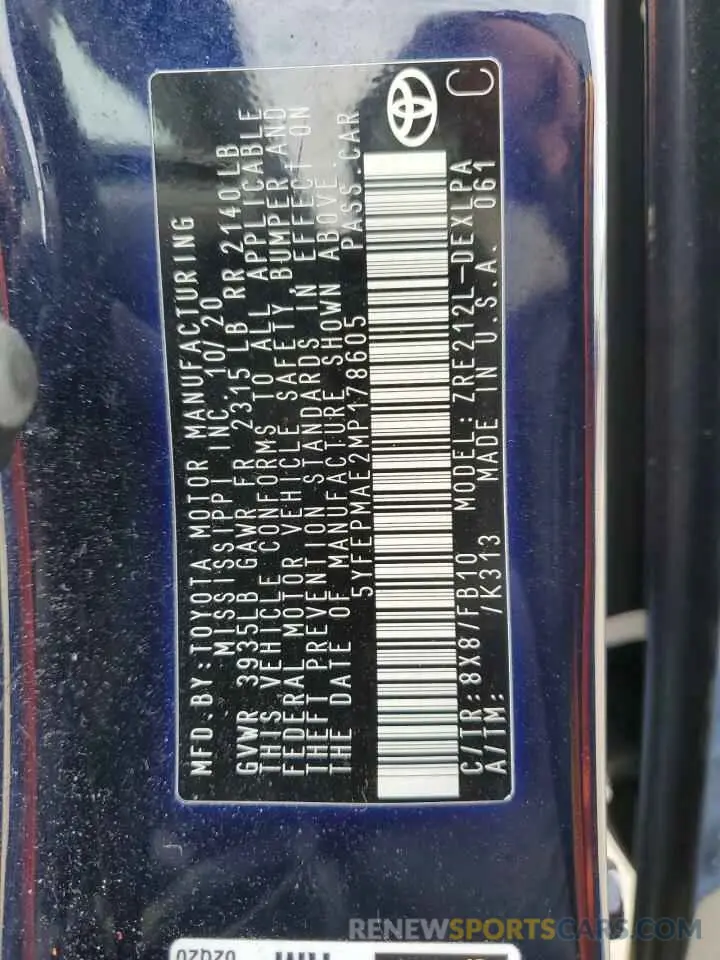 MFD.BY:TOYOTA MOTOR MANUFACTURING
MISSISSIPPI INC. 10/20
GVWR 3935LB GAWR FR 2315 LB RR 2140LB
THIS VEHICLE CONFORMS TO ALL APPLICABLE
FEDERAL MOTOR VEHICLE SAFETY, BUMPER, AND
THEFT PREVENTION STANDARDS IN EFFECT ON
THE DATE OF MANUFACTURE SHOWN ABOVE.
5YFEPMAE2MP178605 PASS.CAR
C/TR:8X8/FB10 MODEL:ZRE212L-DEXLPA
A/TM: /K313 MADE IN U.S.A. 061
C
RENEWSPORTSCARS.COM